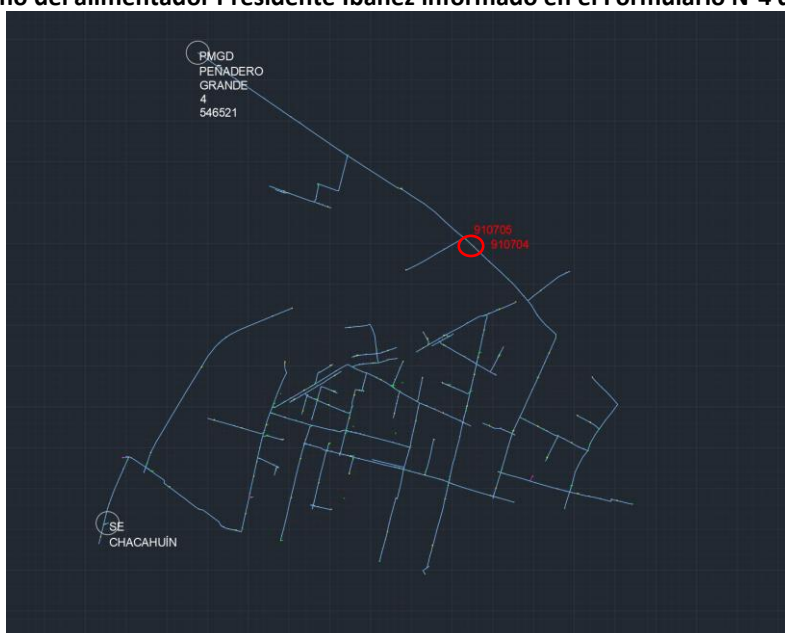 no del alimentador Presidente Ibáñez informado en el Formulario N°4 d
PMGD
PEÑADERO
GRANDE
4
546521
910705
910704
SE
CHACAHUÍN